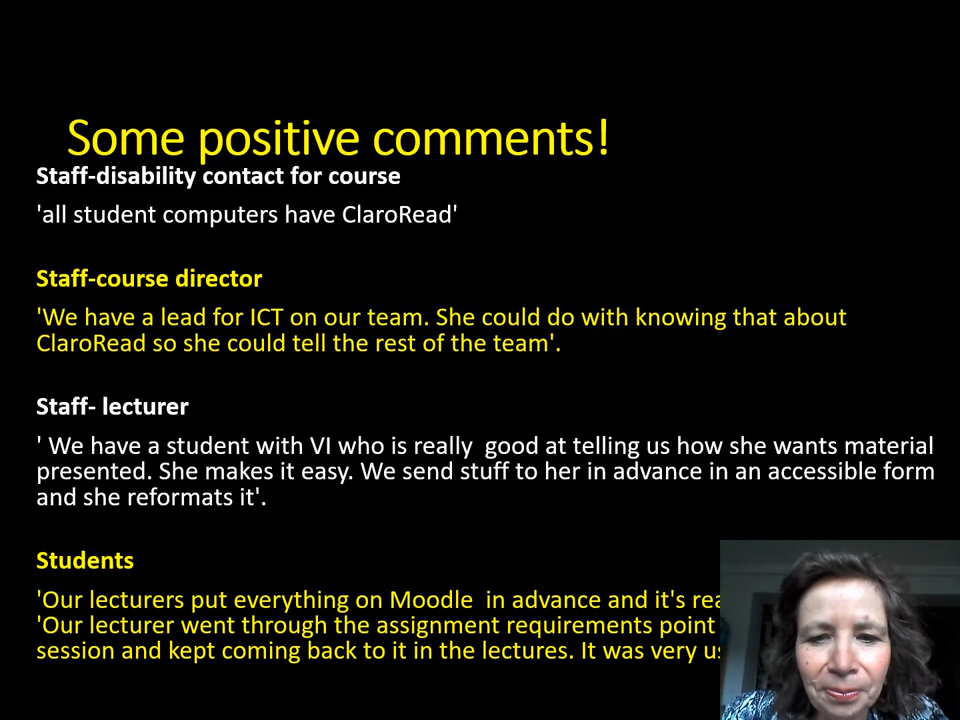 Some positive comments!
Staff-disability contact for course
'all student computers have ClaroRead'
Staff-course director
'We have a lead for ICT on our team. She could do with knowing that about
ClaroRead so she could tell the rest of the team'.
Staff- lecturer
' We have a student with VI who is really  good at telling us how she wants material
presented. She makes it easy. We send stuff to her in advance in an accessible form
and she reformats it'.
Students
'Our lecturers put everything on Moodle  in advance and it's
'Our lecturer went through the assignment requirements point
session and kept coming back to it in the lectures. It was very